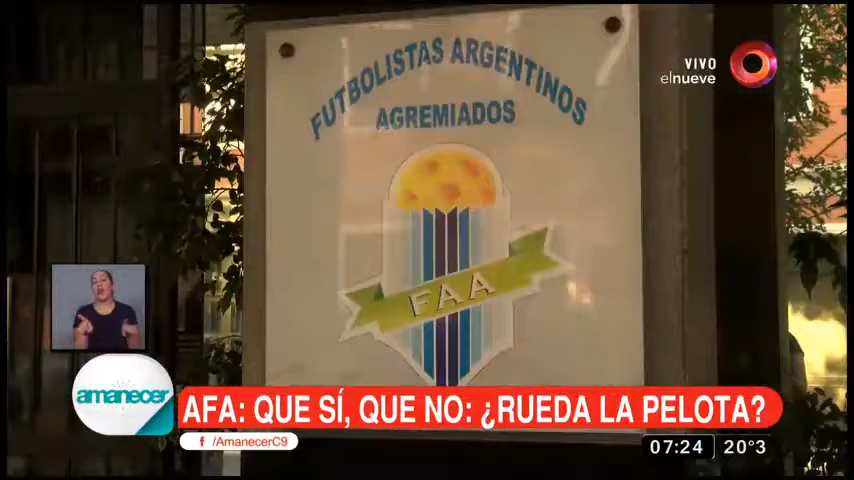 FUTBOLISTAS ARGENTINOS
AGREMIADOS
FAA
VIVO
elnueve
amanecer
AFA: QUE SÍ, QUE NO: ¿RUEDA LA PELOTA?
f /AmanecerC9
07:24 20°3